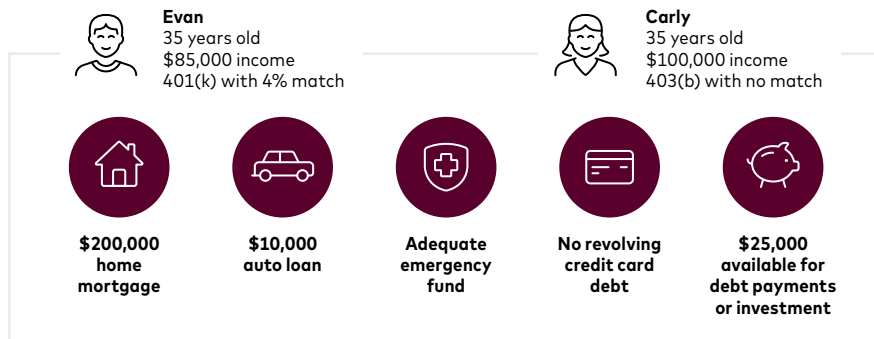 Evan
35 years old
$85,000 income
401(k) with 4% match
Carly
35 years old
$100,000 income
403(b) with no match
$200,000
home
mortgage
$10,000
auto loan
Adequate
emergency
fund
No revolving
credit card
debt
$25,000
available for
debt payments
or investment